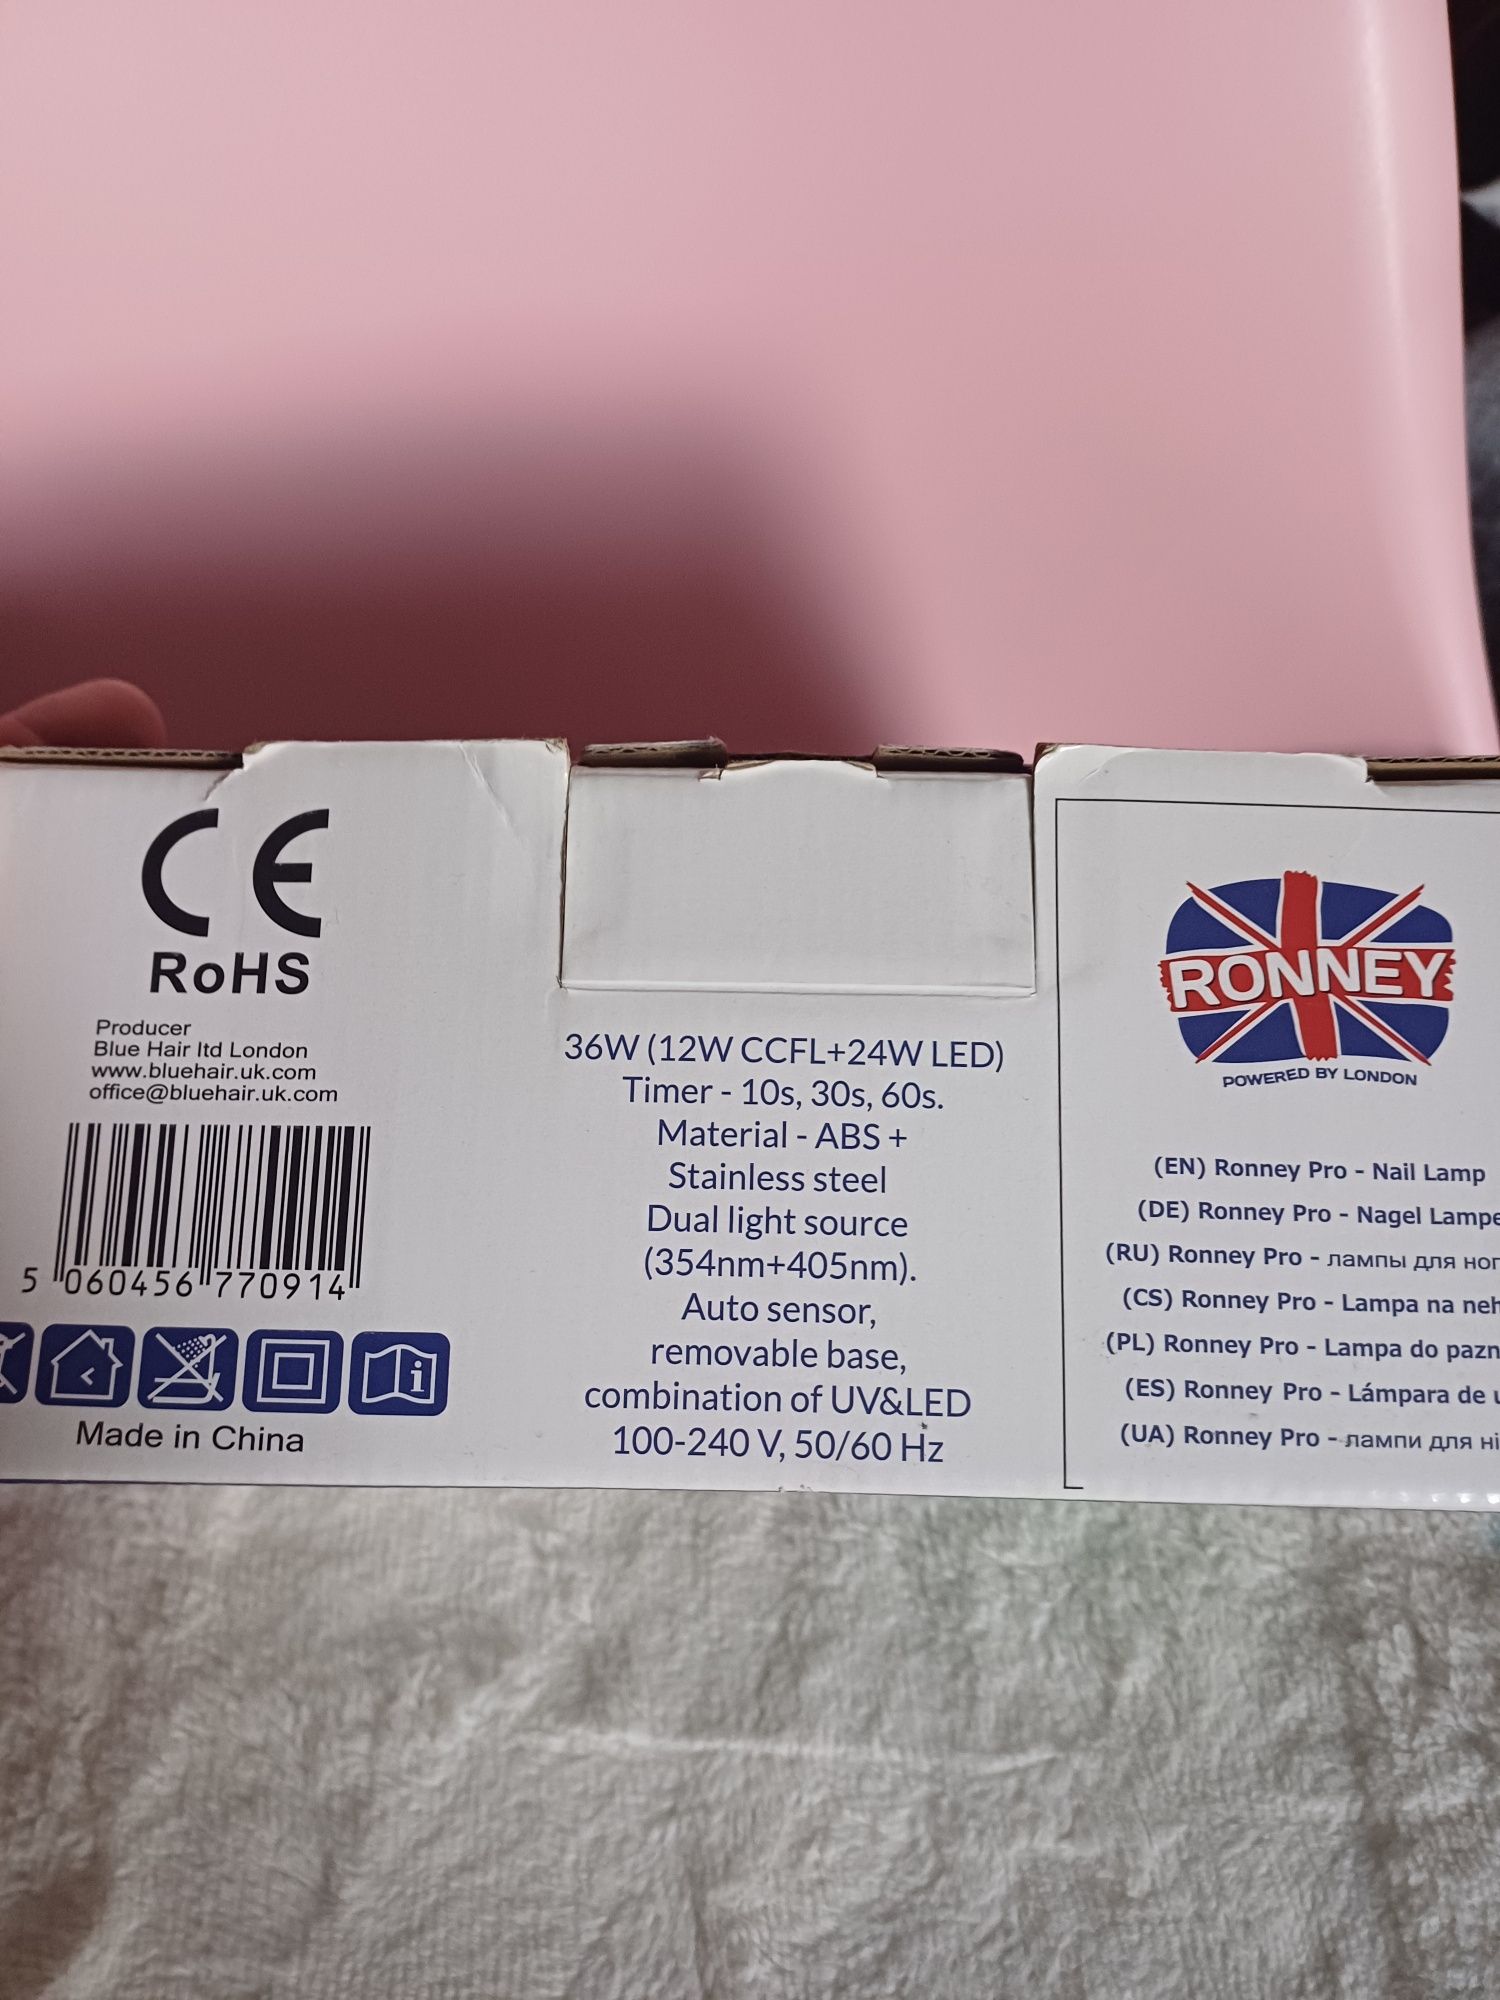 CE
RoHS
Producer
Blue Hair ltd London
www.bluehair.uk.com
office@bluehair.uk.com
5 060456 770914
Made in China
36W (12W CCFL+24W LED)
Timer - 10s, 30s, 60s.
Material - ABS +
Stainless steel
Dual light source
(354nm+405nm).
Auto sensor,
removable base,
combination of UV&LED
100-240 V, 50/60 Hz
RONNEY
POWERED BY LONDON
(EN) Ronney Pro - Nail Lamp
(DE) Ronney Pro - Nagel Lampe
(RU) Ronney Pro - лампы для
(CS) Ronney Pro - Lampa na
(PL) Ronney Pro - Lampa do
(ES) Ronney Pro - Lámpara de
(UA) Ronney Pro - лампи для